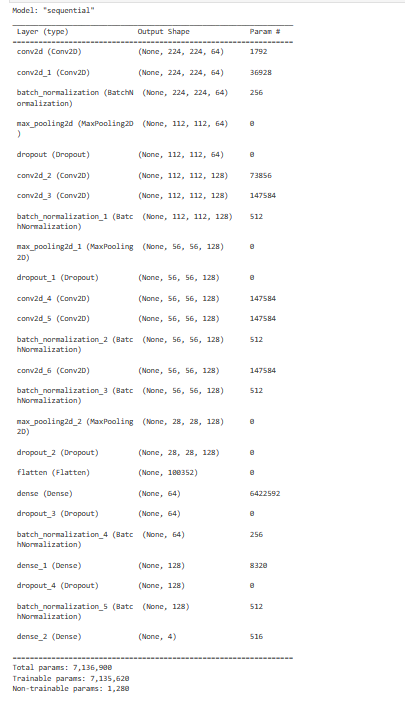 Model: "sequential"
Layer (type) Output Shape Param #
conv2d (Conv2D) (None, 224, 224, 64) 1792
conv2d_1 (Conv2D) (None, 224, 224, 64) 36928
batch_normalization (BatchN (None, 224, 224, 64) 256
ormalization)
max_pooling2d (MaxPooling2D (None, 112, 112, 64) 0
)
dropout (Dropout) (None, 112, 112, 64) 0
conv2d_2 (Conv2D) (None, 112, 112, 128) 73856
conv2d_3 (Conv2D) (None, 112, 112, 128) 147584
batch_normalization_1 (Batc (None, 112, 112, 128) 512
hNormalization)
max_pooling2d_1 (MaxPooling (None, 56, 56, 128) 0
2D)
dropout_1 (Dropout) (None, 56, 56, 128) 0
conv2d_4 (Conv2D) (None, 56, 56, 128) 147584
conv2d_5 (Conv2D) (None, 56, 56, 128) 147584
batch_normalization_2 (Batc (None, 56, 56, 128) 512
hNormalization)
conv2d_6 (Conv2D) (None, 56, 56, 128) 147584
batch_normalization_3 (Batc (None, 56, 56, 128) 512
hNormalization)
max_pooling2d_2 (MaxPooling (None, 28, 28, 128) 0
2D)
dropout_2 (Dropout) (None, 28, 28, 128) 0
flatten (Flatten) (None, 100352) 0
dense (Dense) (None, 64) 6422592
dropout_3 (Dropout) (None, 64) 0
batch_normalization_4 (Batc (None, 64) 256
hNormalization)
dense_1 (Dense) (None, 128) 8320
dropout_4 (Dropout) (None, 128) 0
batch_normalization_5 (Batc (None, 128) 512
hNormalization)
dense_2 (Dense) (None, 4) 516
Total params: 7,136,900
Trainable params: 7,135,620
Non-trainable params: 1,280